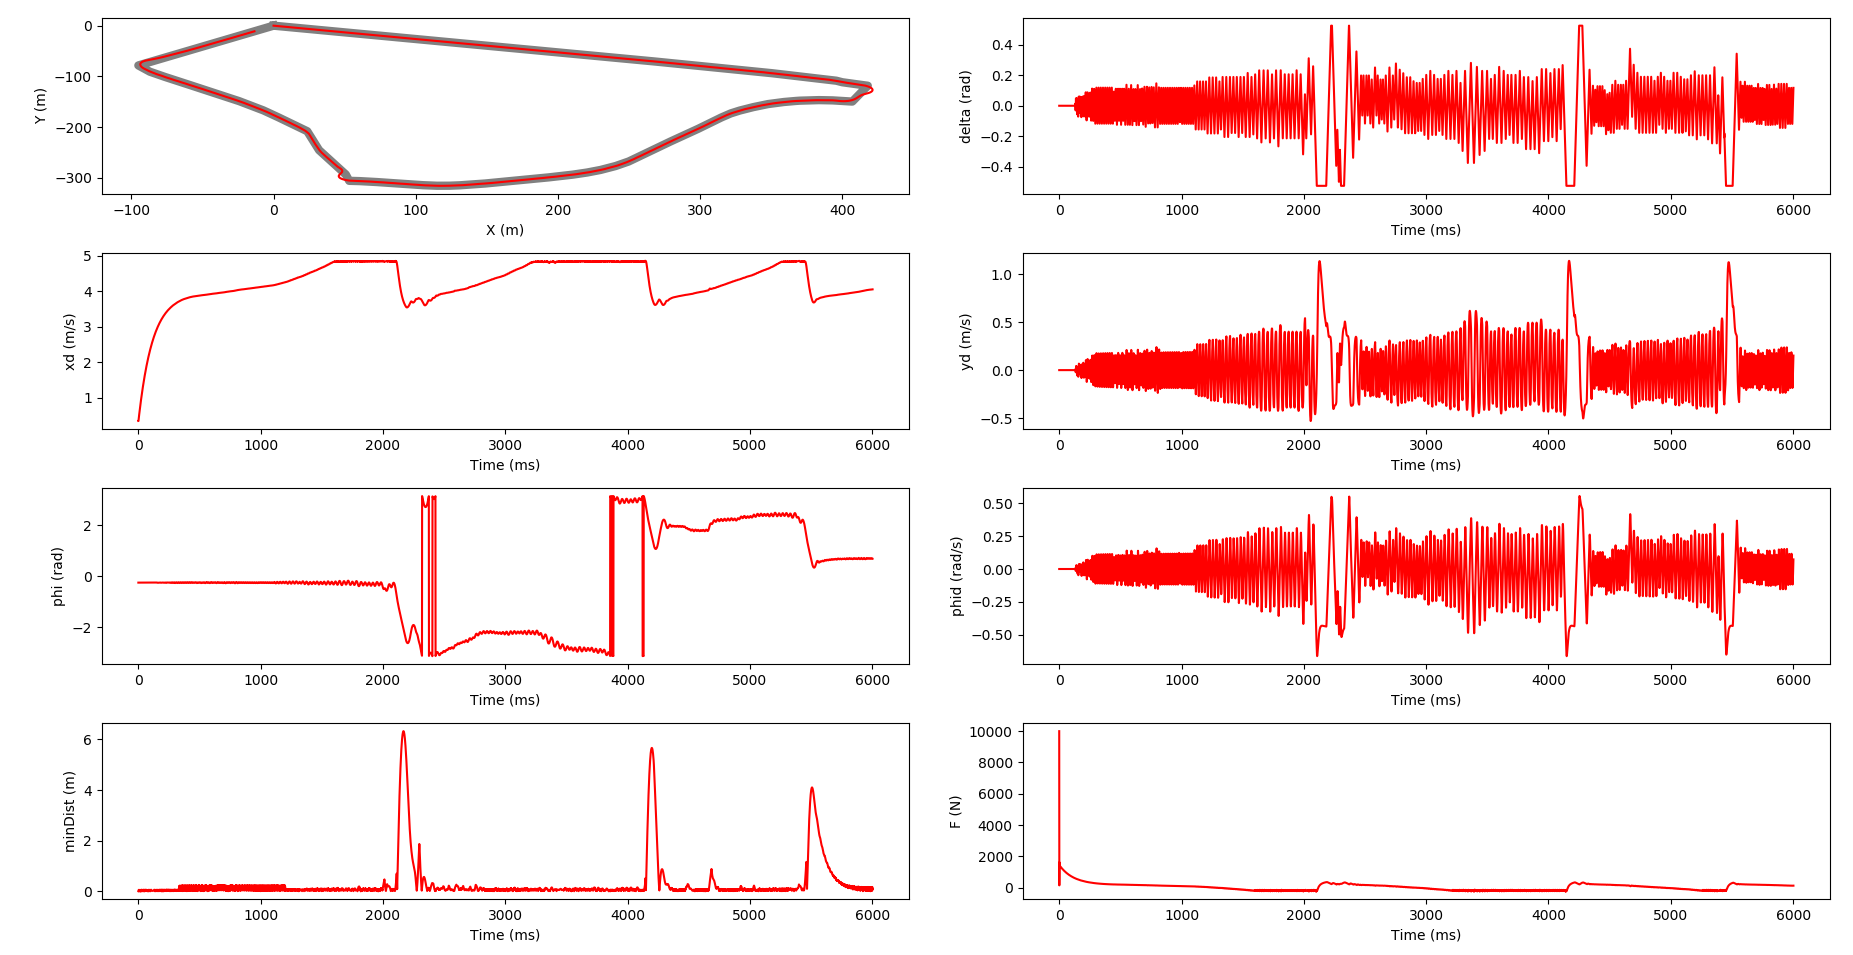 0
−100
−200
−300
Y (m)
−100 0 100 200 300 400
X (m)
0.4
0.2
0.0
−0.2
−0.4
delta (rad)
0 1000 2000 3000 4000 5000 6000
Time (ms)
5
4
3
2
1
xd (m/s)
0 1000 2000 3000 4000 5000 6000
Time (ms)
1.0
0.5
0.0
−0.5
yd (m/s)
0 1000 2000 3000 4000 5000 6000
Time (ms)
2
0
−2
phi (rad)
0 1000 2000 3000 4000 5000 6000
Time (ms)
0.50
0.25
0.00
−0.25
−0.50
phid (rad/s)
0 1000 2000 3000 4000 5000 6000
Time (ms)
6
4
2
0
minDist (m)
0 1000 2000 3000 4000 5000 6000
Time (ms)
10000
8000
6000
4000
2000
0
F (N)
0 1000 2000 3000 4000 5000 6000
Time (ms)